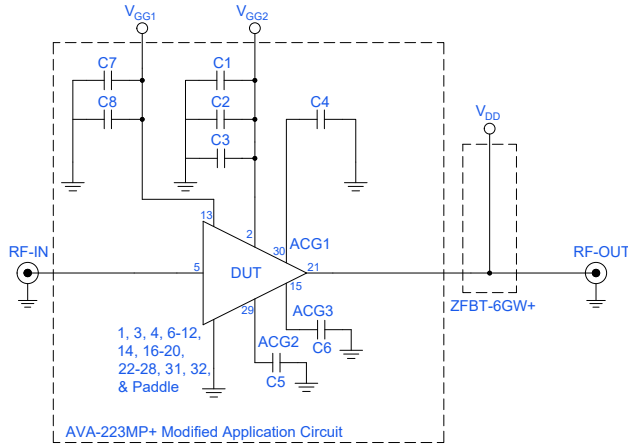 VGG1
VGG2
C7
C8
C1
C2
C3
C4
VDD
13
2
30
ACG1
RF-IN
5
DUT
21
RF-OUT
15
29
ACG3
C6
ZFBT-6GW+
ACG2
C5
1, 3, 4, 6-12,
14, 16-20,
22-28, 31, 32,
& Paddle
AVA-223MP+ Modified Application Circuit